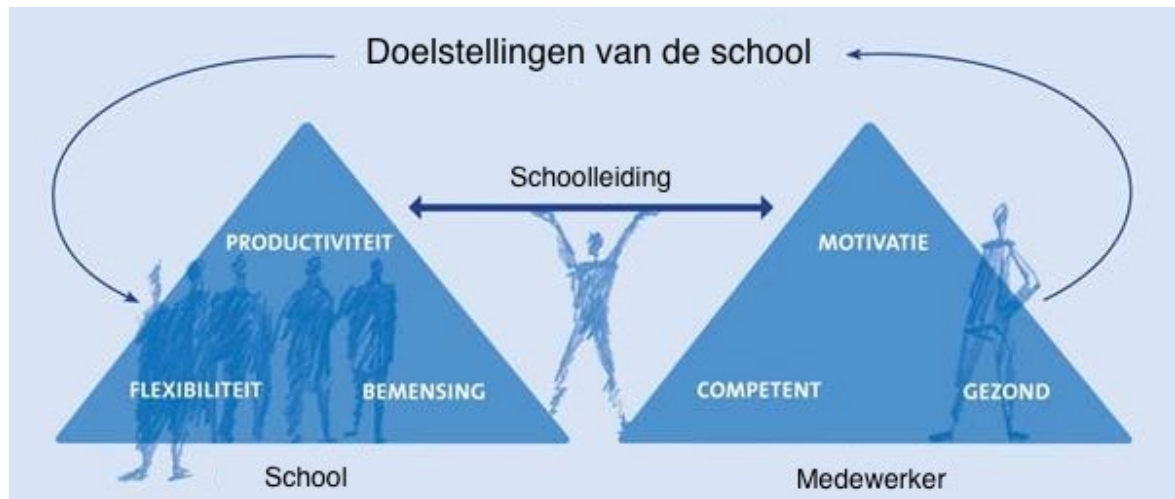 Doelstellingen van de school
Schoolleiding
PRODUCTIVITEIT
FLEXIBILITEIT
BEMENSING
School
MOTIVATIE
COMPETENT
GEZOND
Medewerker